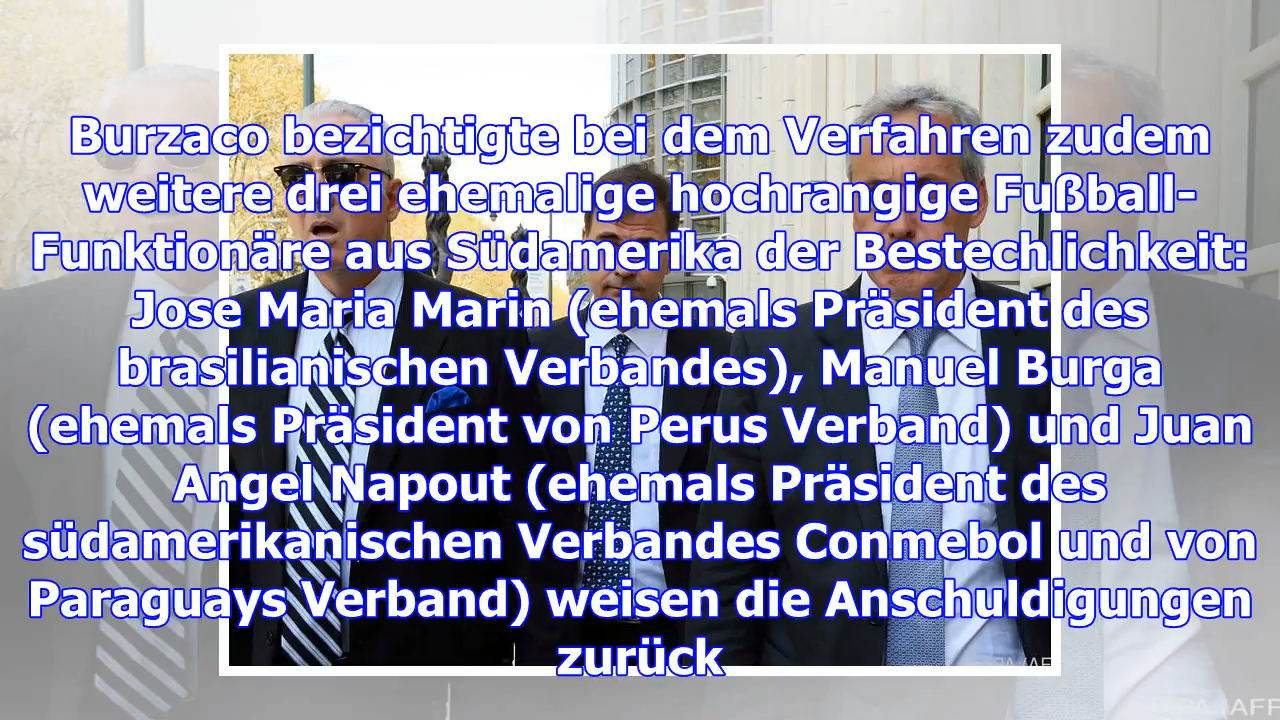 Burzaco bezichtigte bei dem Verfahren zudem
weitere drei ehemalige hochrangige Fußball-
Funktionäre aus Südamerika der Bestechlichkeit:
Jose Maria Marin (ehemals Präsident des
brasilianischen Verbandes), Manuel Burga
(ehemals Präsident von Perus Verband) und Juan
Angel Napout (ehemals Präsident des
südamerikanischen Verbandes Conmebol und von
Paraguays Verband) weisen die Anschuldigungen
zurück